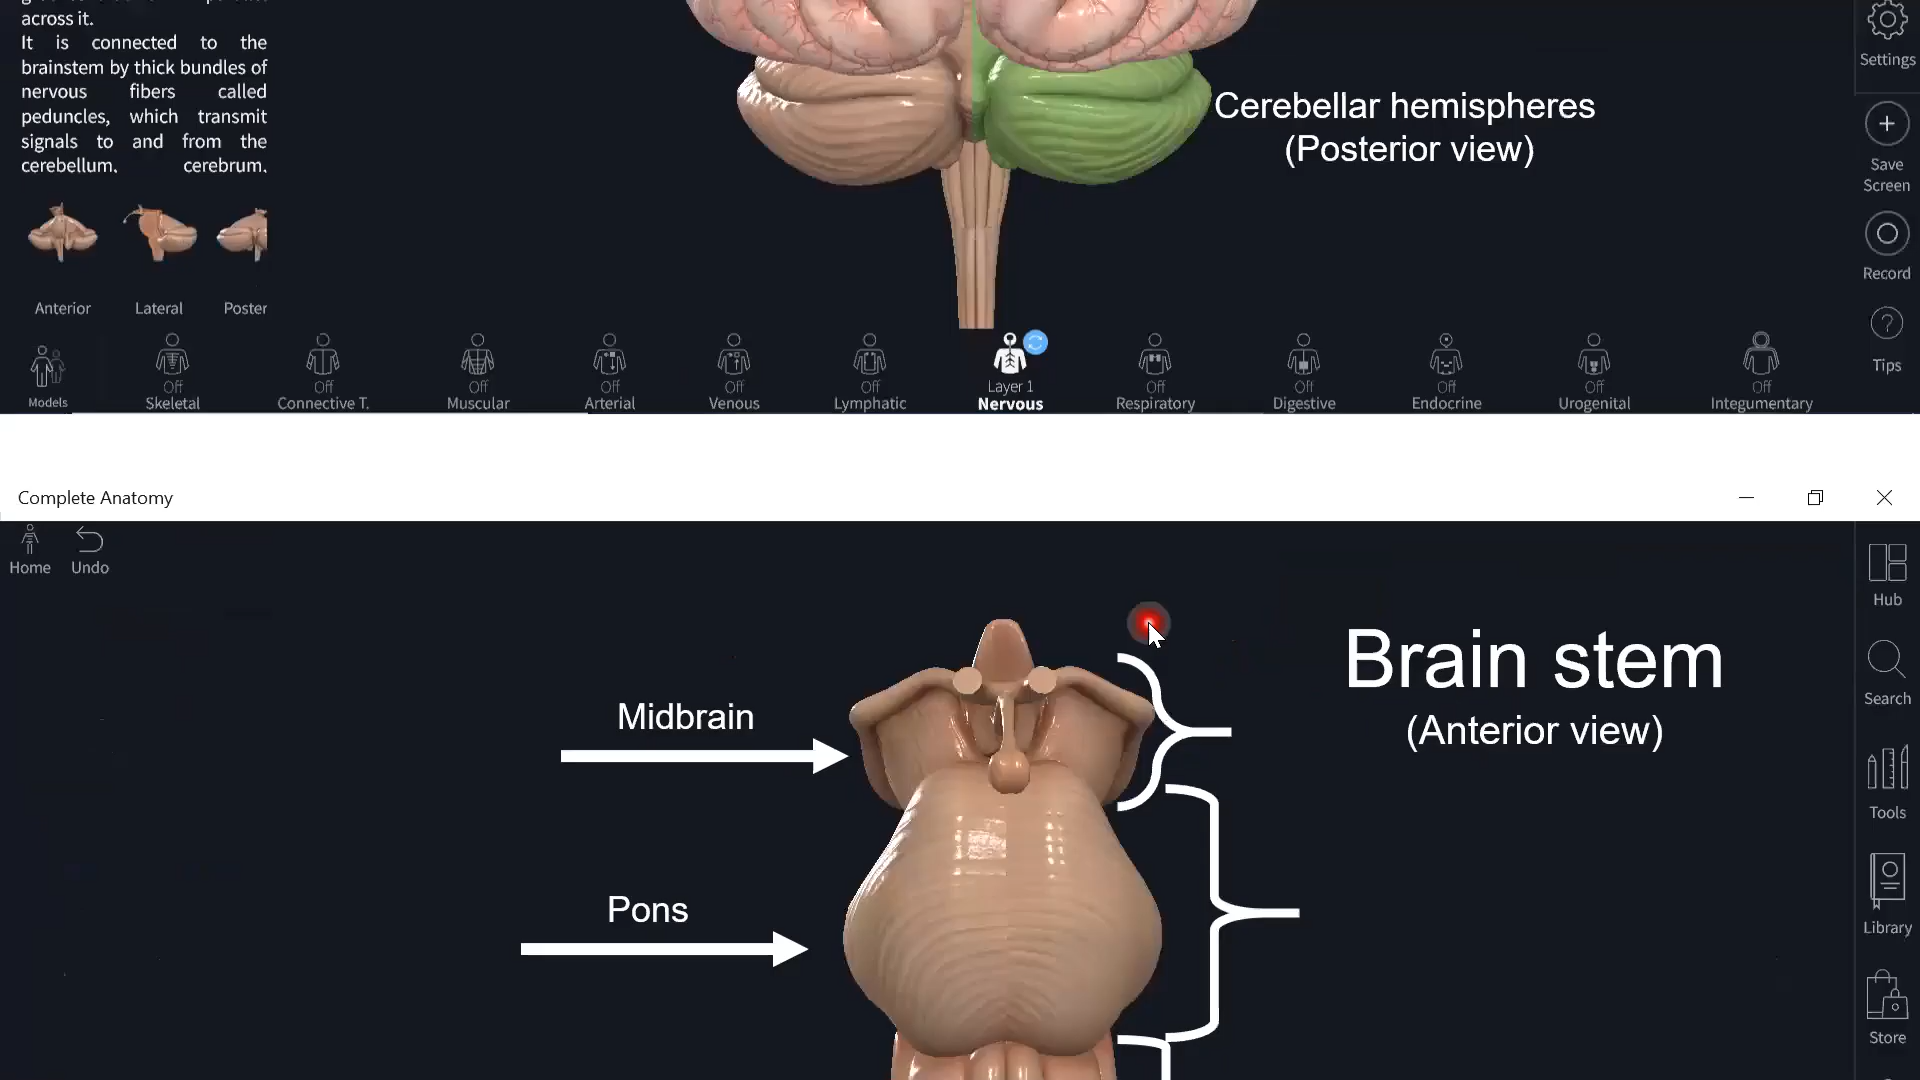 across it.
It is connected to the
brainstem by thick bundles of
nervous fibers called
peduncles, which transmit
signals to and from the
cerebellum, cerebrum,
Anterior Lateral Poster
Cerebellar hemispheres
(Posterior view)
Settings
Save
Screen
Record
Tips
Models
Off
Skeletal
Off
Connective T.
Off
Muscular
Off
Arterial
Off
Venous
Off
Lymphatic
Layer 1
Nervous
Off
Respiratory
Off
Digestive
Off
Endocrine
Off
Urogenital
Off
Integumentary
Complete Anatomy
Home Undo
Midbrain
Pons
Brain stem
(Anterior view)
Hub
Search
Tools
Library
Store